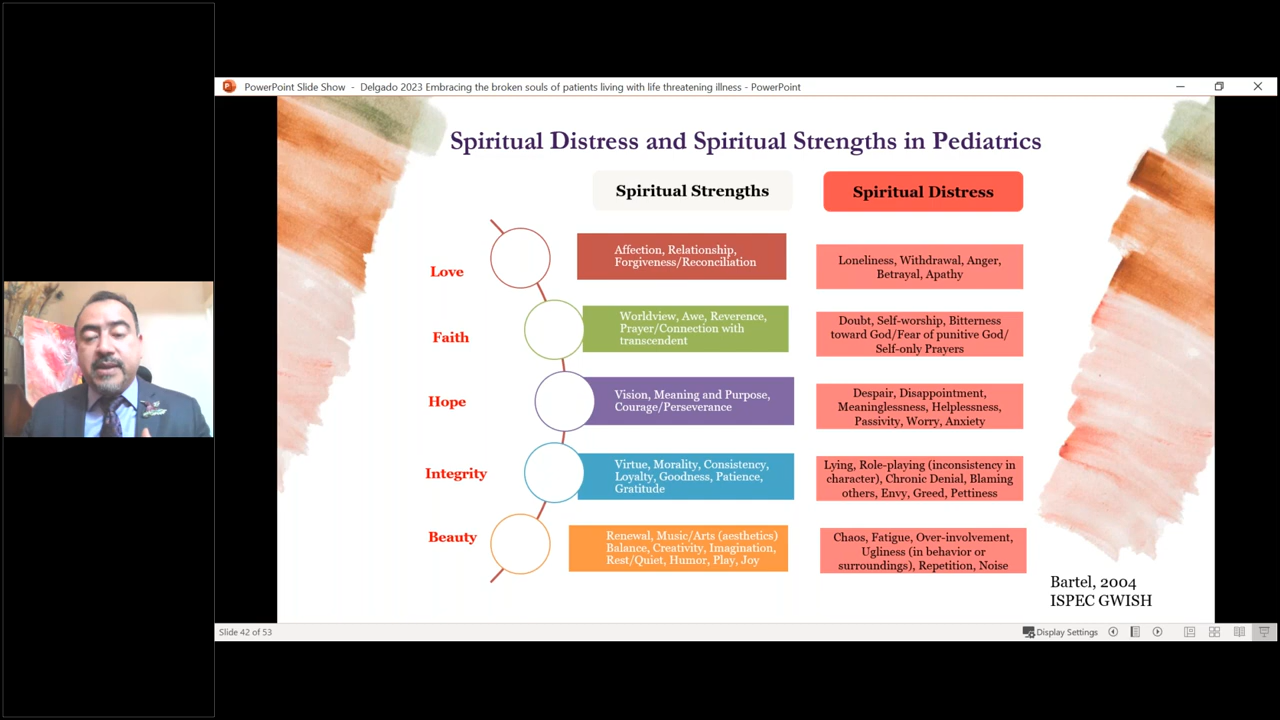 PowerPoint Slide Show - Delgado 2023 Embracing the broken souls of patients living with life threatening illness - PowerPoint
Spiritual Distress and Spiritual Strengths in Pediatrics
Spiritual Strengths
Spiritual Distress
Love
Affection, Relationship,
Forgiveness/Reconciliation
Loneliness, Withdrawal, Anger,
Betrayal, Apathy
Faith
Worldview, Awe, Reverence,
Prayer/Connection with
transcendent
Doubt, Self-worship, Bitterness
toward God/Fear of punitive God/
Self-only Prayers
Hope
Vision, Meaning and Purpose,
Courage/Perseverance
Despair, Disappointment,
Meaninglessness, Helplessness,
Passivity, Worry, Anxiety
Integrity
Virtue, Morality, Consistency,
Loyalty, Goodness, Patience,
Gratitude
Lying, Role-playing (inconsistency in
character), Chronic Denial, Blaming
others, Envy, Greed, Pettiness
Beauty
Renewal, Music/Arts (aesthetics)
Balance, Creativity, Imagination,
Rest/Quiet, Humor, Play, Joy
Chaos, Fatigue, Over-involvement,
Ugliness (in behavior or
surroundings), Repetition, Noise
Bartel, 2004
ISPEC GWISH
Slide 42 of 53
Display Settings